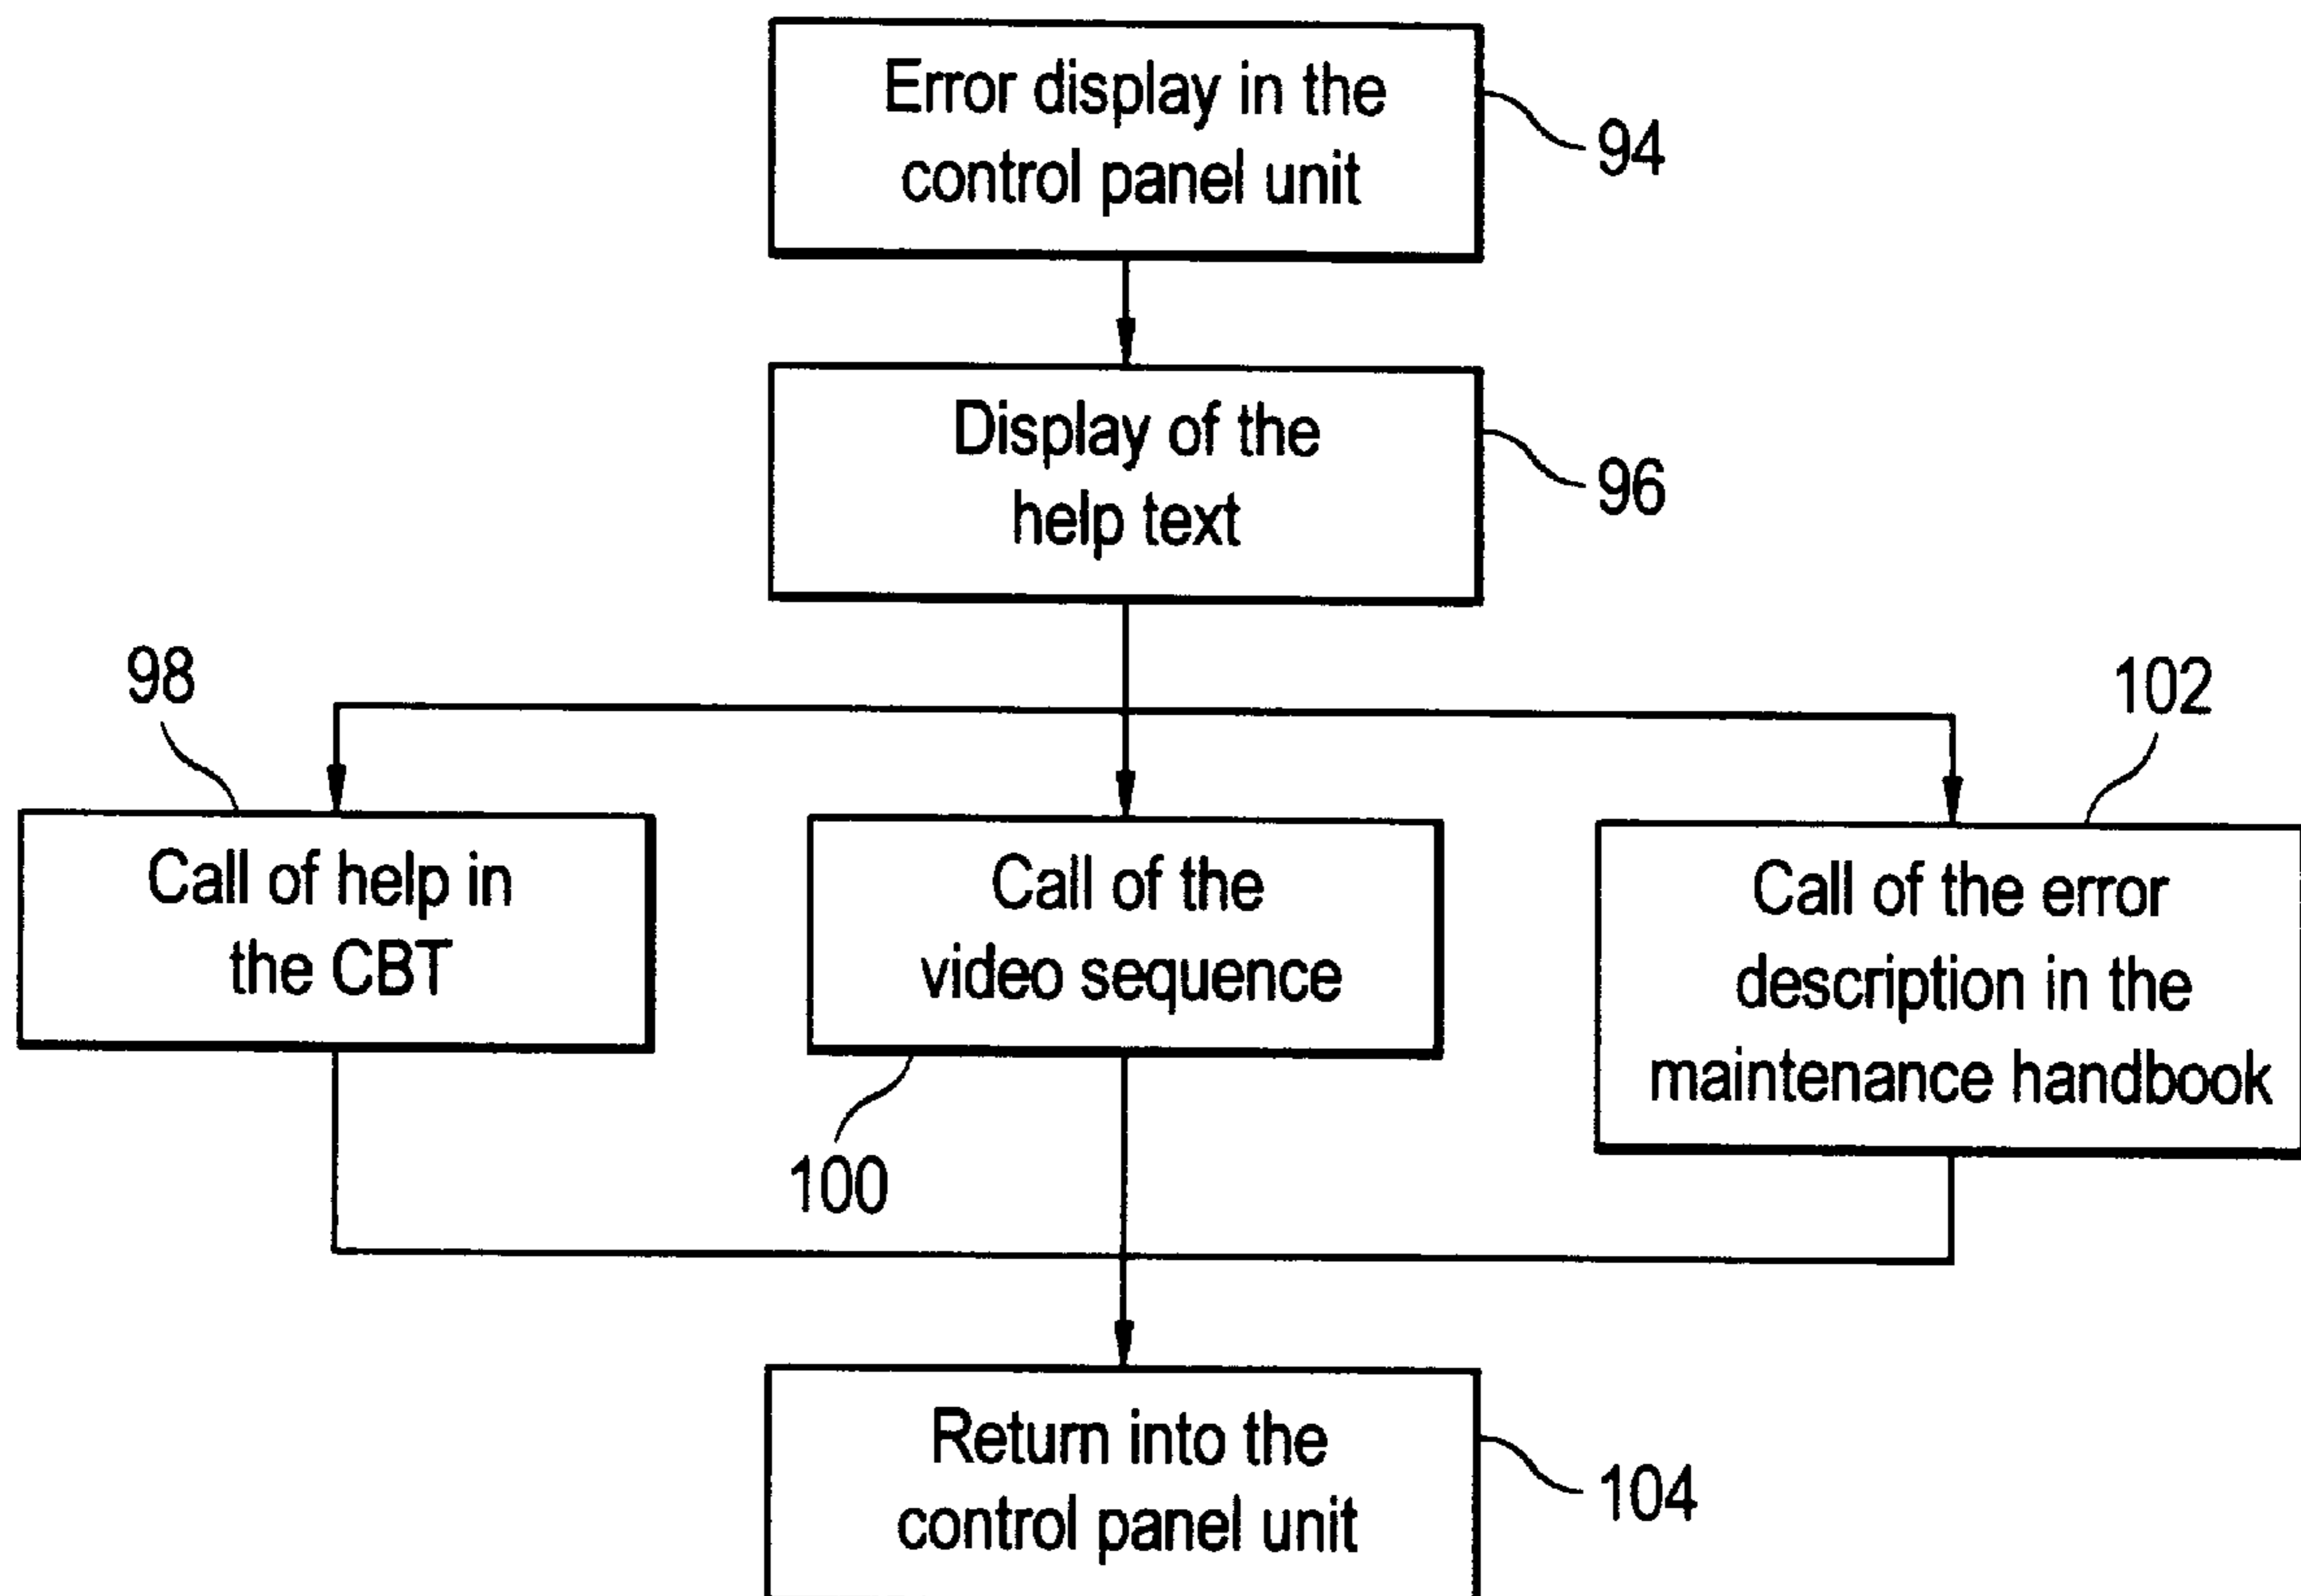 Error display in the
control panel unit
94
Display of the
help text
96
98
102
Call of help in
the CBT
Call of the
video sequence
Call of the error
description in the
maintenance handbook
100
Return into the
control panel unit
104